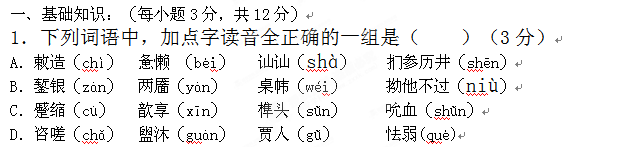 一、基础知识：（每小题3分，共12分）
1．下列词语中，加点字读音全正确的一组是（　　）（3分）
A．敕造（chì） 惫懒 （bèi） 讪讪（shà） 扪参历井（shēn）
B．錾银（zàn） 两靥（yàn） 桌帏（wéi） 拗他不过（niù）
C．蹙缩（cù） 歆享（xīn） 榫头（sǔn） 吮血（shǔn）
D．咨嗟（chǎ） 盥沐（guàn） 贾人（gǔ） 怯弱(què)